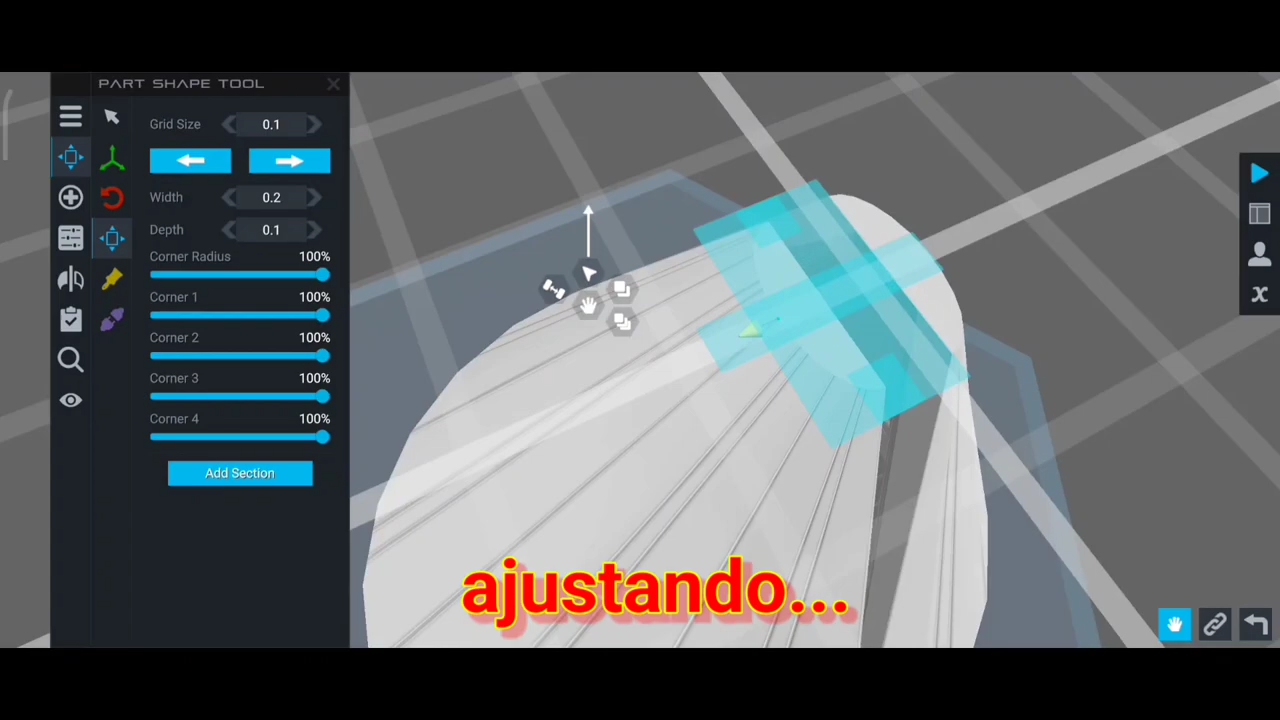 PART SHAPE TOOL
Grid Size 0.1
Width 0.2
Depth 0.1
Corner Radius 100%
Corner 1 100%
Corner 2 100%
Corner 3 100%
Corner 4 100%
Add Section
ajustando...